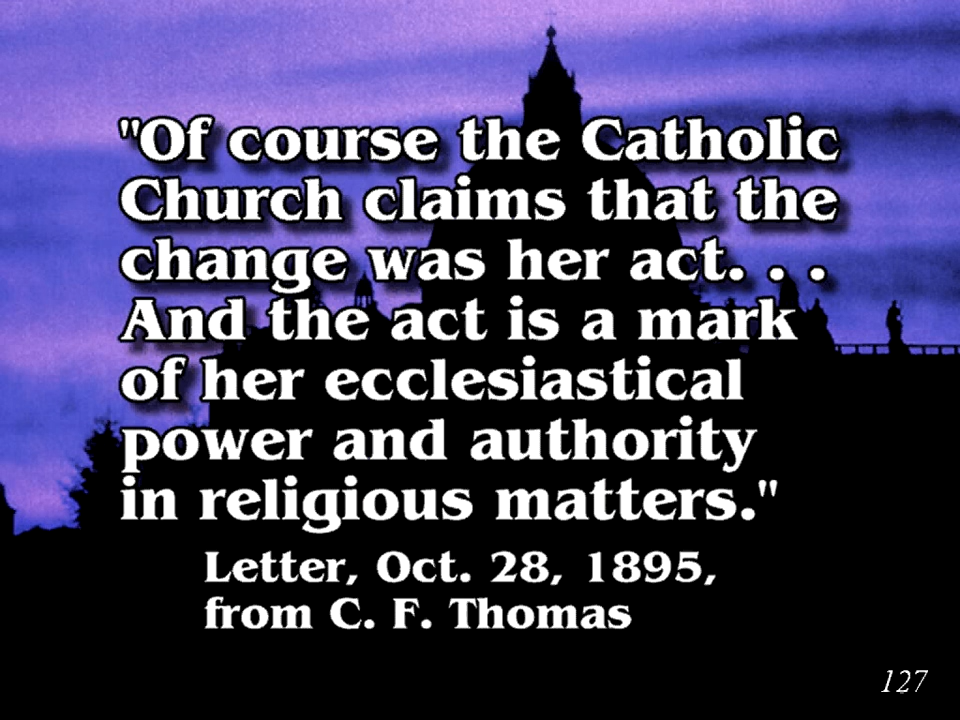 "Of course the Catholic
Church claims that the
change was her act. . .
And the act is a mark
of her ecclesiastical
power and authority
in religious matters."
Letter, Oct. 28, 1895,
from C. F. Thomas
127